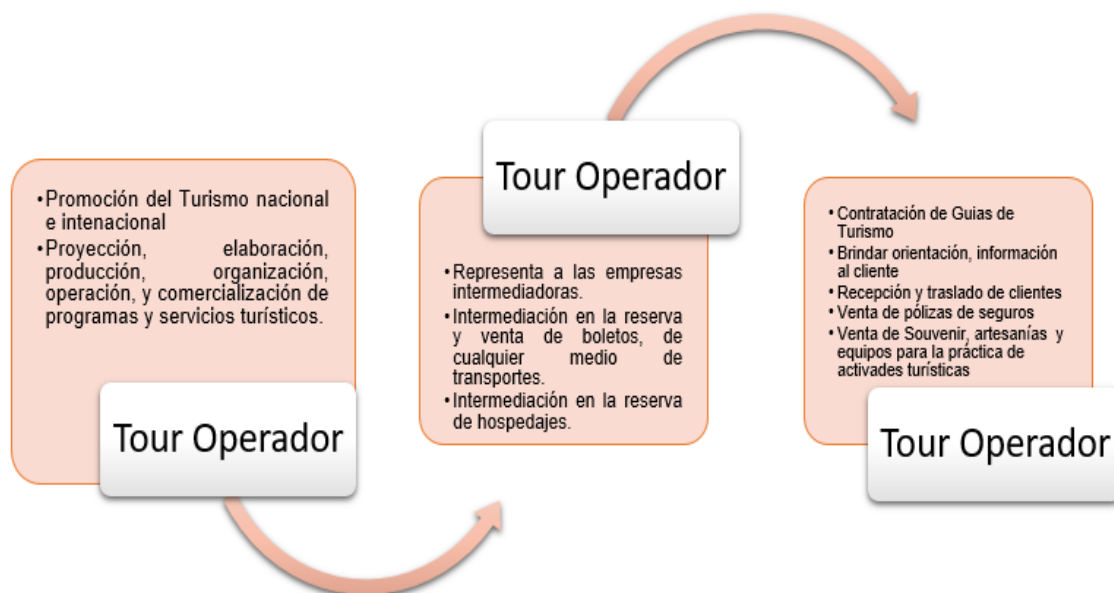 •Promoción del Turismo nacional
e intenacional
•Proyección, elaboración,
producción, organización,
operación, y comercialización de
programas y servicios turísticos.
Tour Operador
Tour Operador
•Representa a las empresas
intermediadoras.
•Intermediación en la reserva
y venta de boletos, de
cualquier medio de
transportes.
•Intermediación en la reserva
de hospedajes.
• Contratación de Guias de
Turismo
• Brindar orientación, información
al cliente
• Recepción y traslado de clientes
• Venta de pólizas de seguros
• Venta de Souvenir, artesanías y
equipos para la práctica de
activades turísticas
Tour Operador